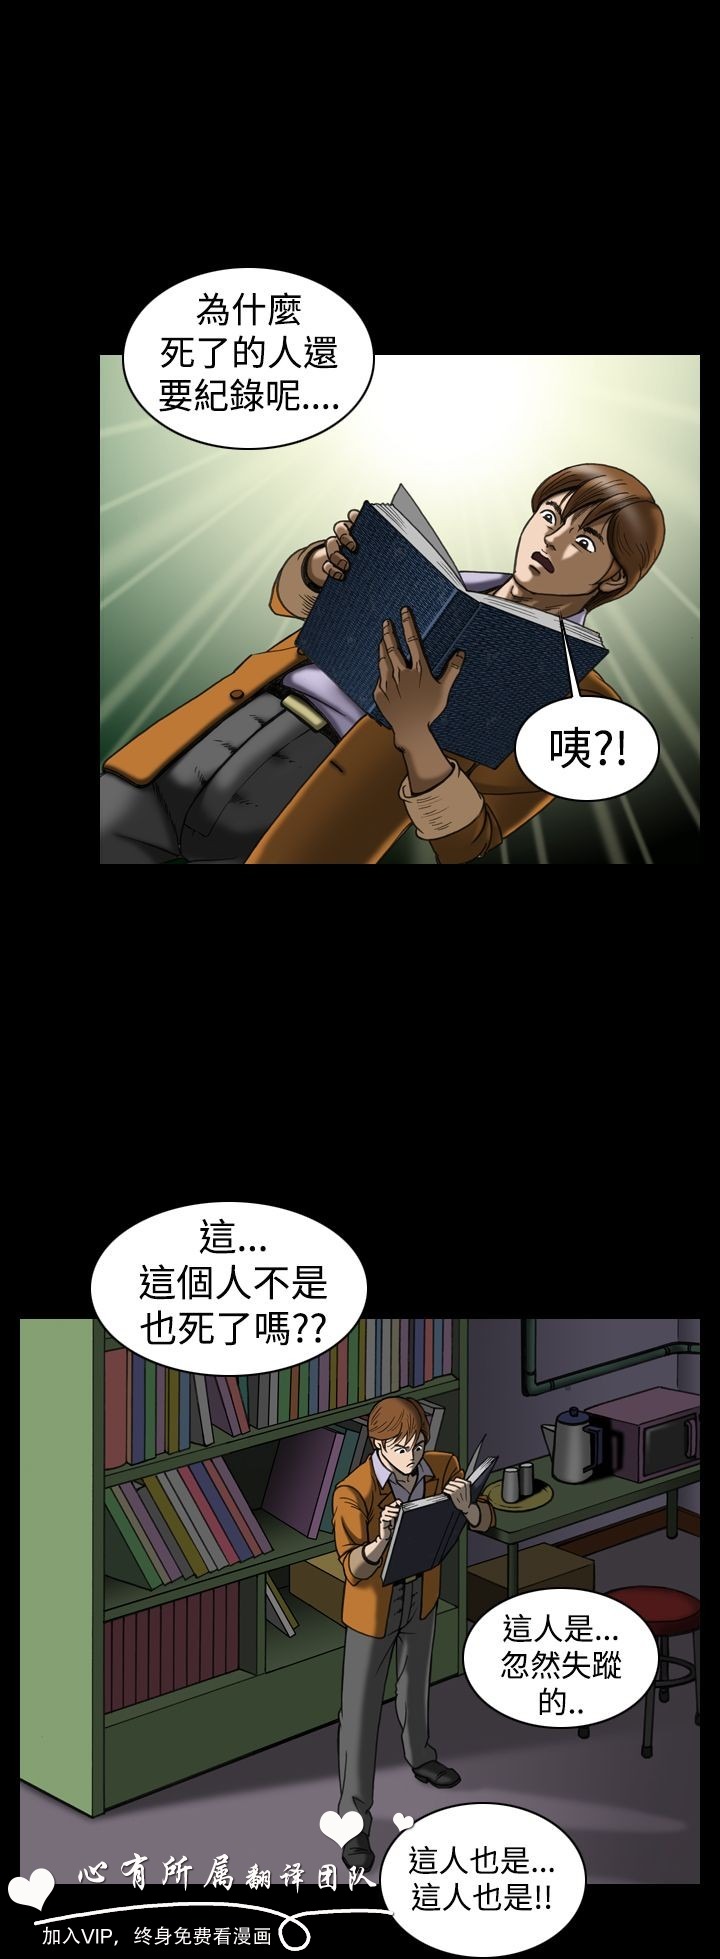 為什麼
死了的人還
要紀錄呢....
咦?!
這...
這個人不是
也死了嗎??
這人是...
忽然失蹤
的..
這人也是...
這人也是!!
心有所属翻译团队
加入VIP，终身免费看漫画